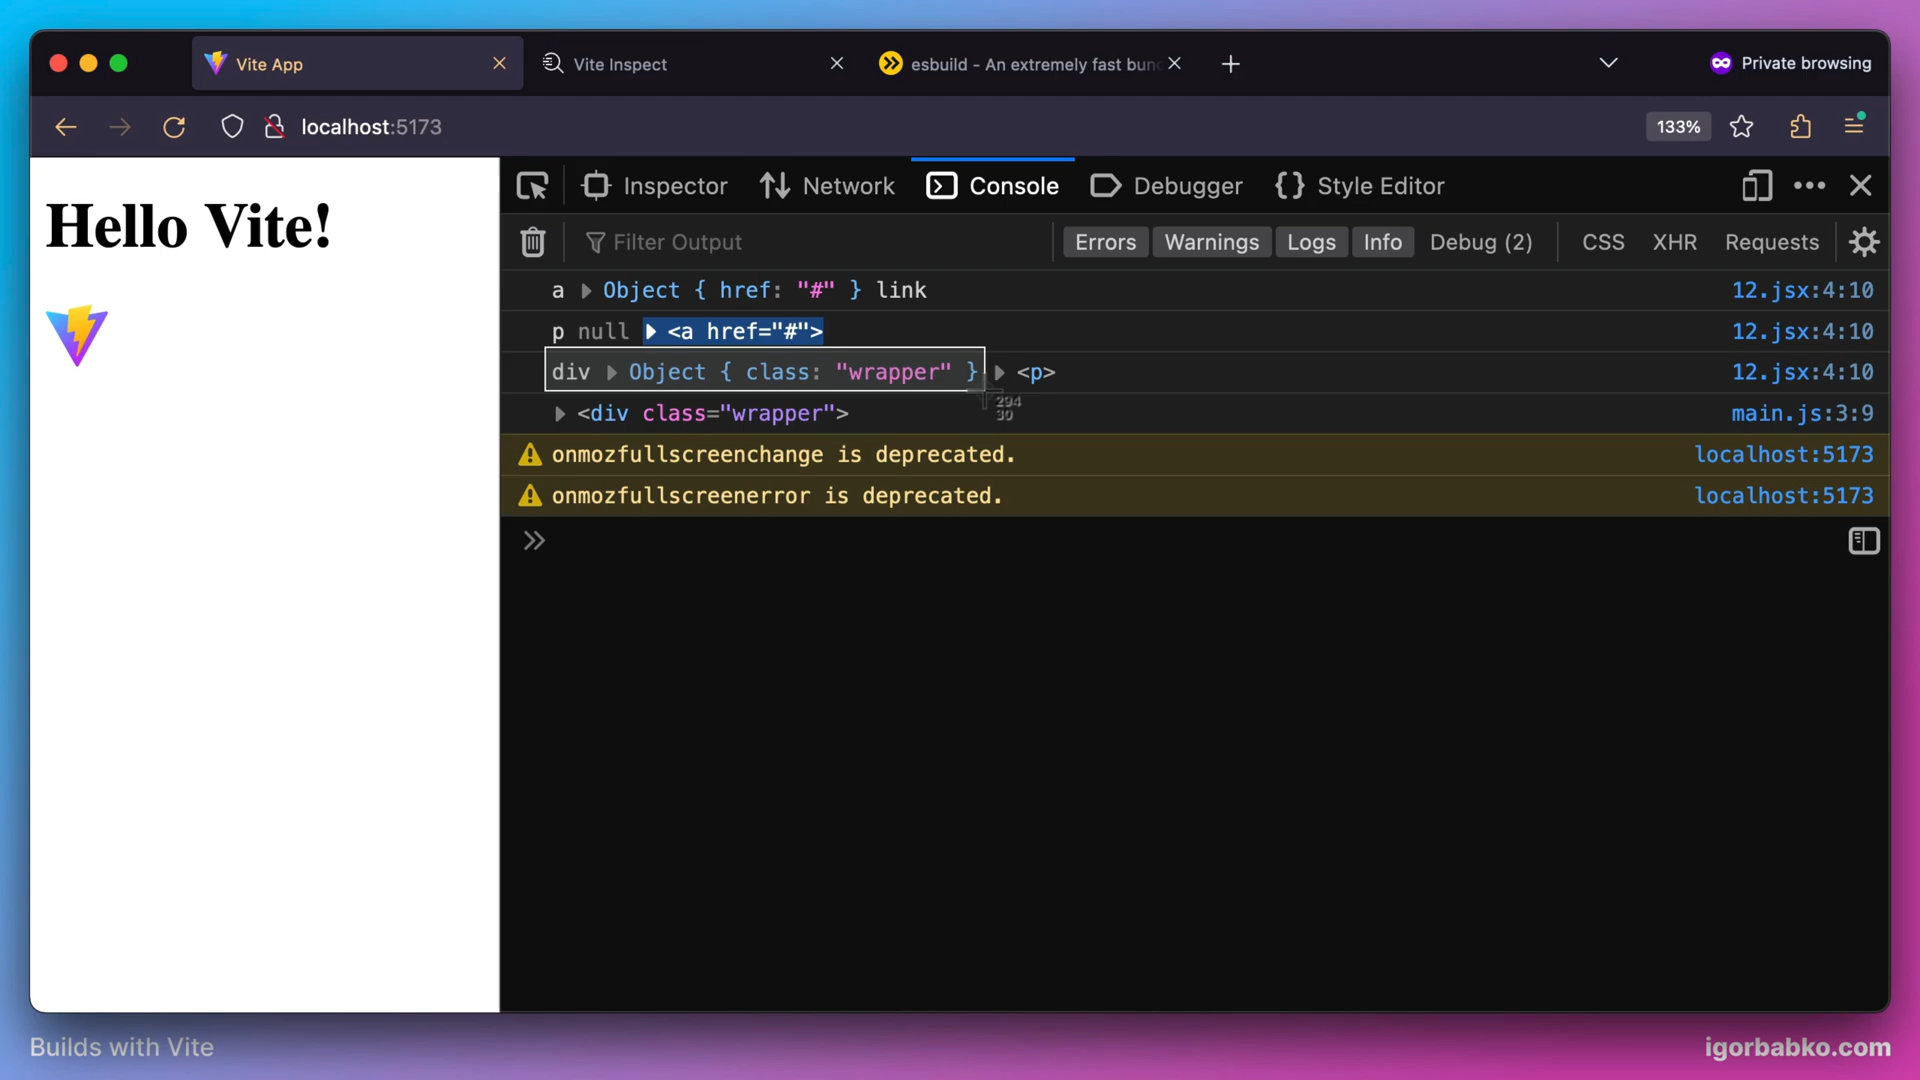 Vite App
Vite Inspect
esbuild - An extremely fast bun
Private browsing
localhost:5173
133%
Hello Vite!
Inspector
Network
Console
Debugger
{ } Style Editor
Filter Output
Errors
Warnings
Logs
Info
Debug (2)
CSS
XHR
Requests
a Object { href: "#" } link 12.jsx:4:10
p null <a href="#"> 12.jsx:4:10
div Object { class: "wrapper" } <p> 12.jsx:4:10
294
30
<div class="wrapper"> main.js:3:9
onmozfullscreenchange is deprecated. localhost:5173
onmozfullscreenerror is deprecated. localhost:5173
Builds with Vite
igorbabko.com